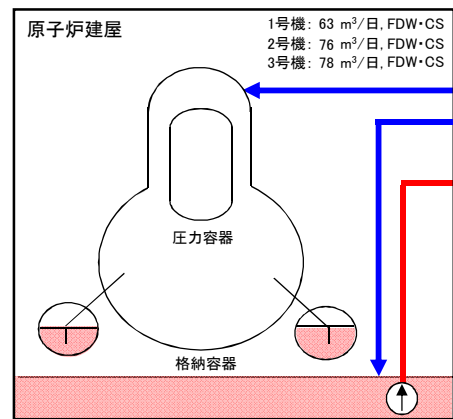 原子炉建屋
1号機: 63 m³/日, FDW・CS
2号機: 76 m³/日, FDW・CS
3号機: 78 m³/日, FDW・CS
圧力容器
格納容器